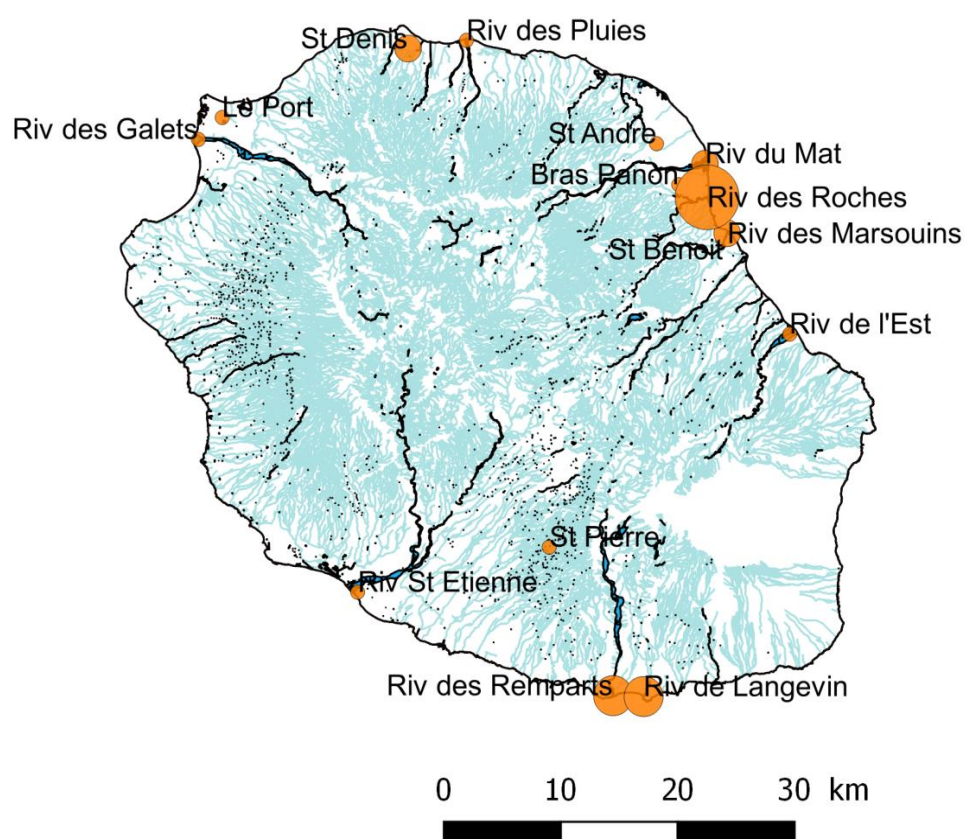 Riv des Pluies
St Denis
Le Port
Riv des Galets
St Andre
Riv du Mat
Bras Panon
Riv des Roches
Riv des Marsouins
St Benoit
Riv de l'Est
St Pierre
Riv St Etienne
Riv des Remparts
Riv de Langevin
0 10 20 30 km